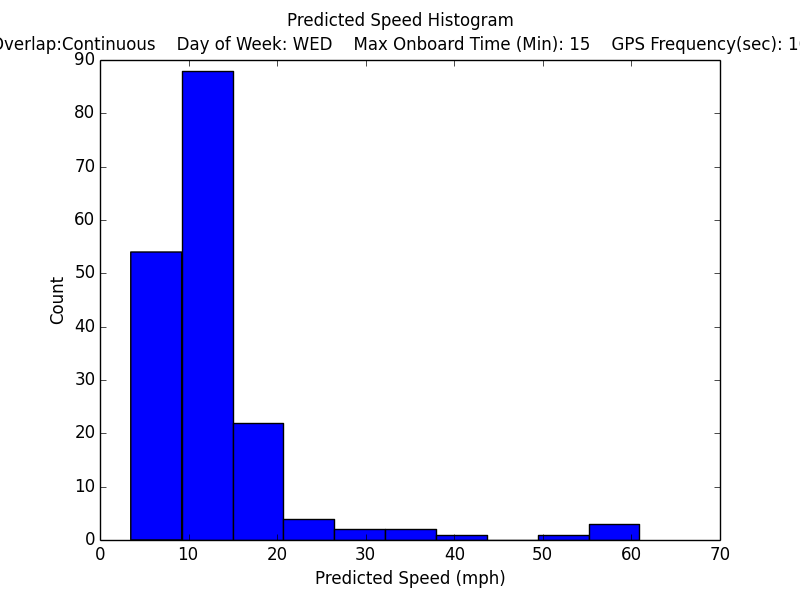 Predicted Speed Histogram
Overlap:Continuous Day of Week: WED Max Onboard Time (Min): 15 GPS Frequency(sec):
90
80
70
60
50
40
30
20
10
0
Count
0 10 20 30 40 50 60 70
Predicted Speed (mph)